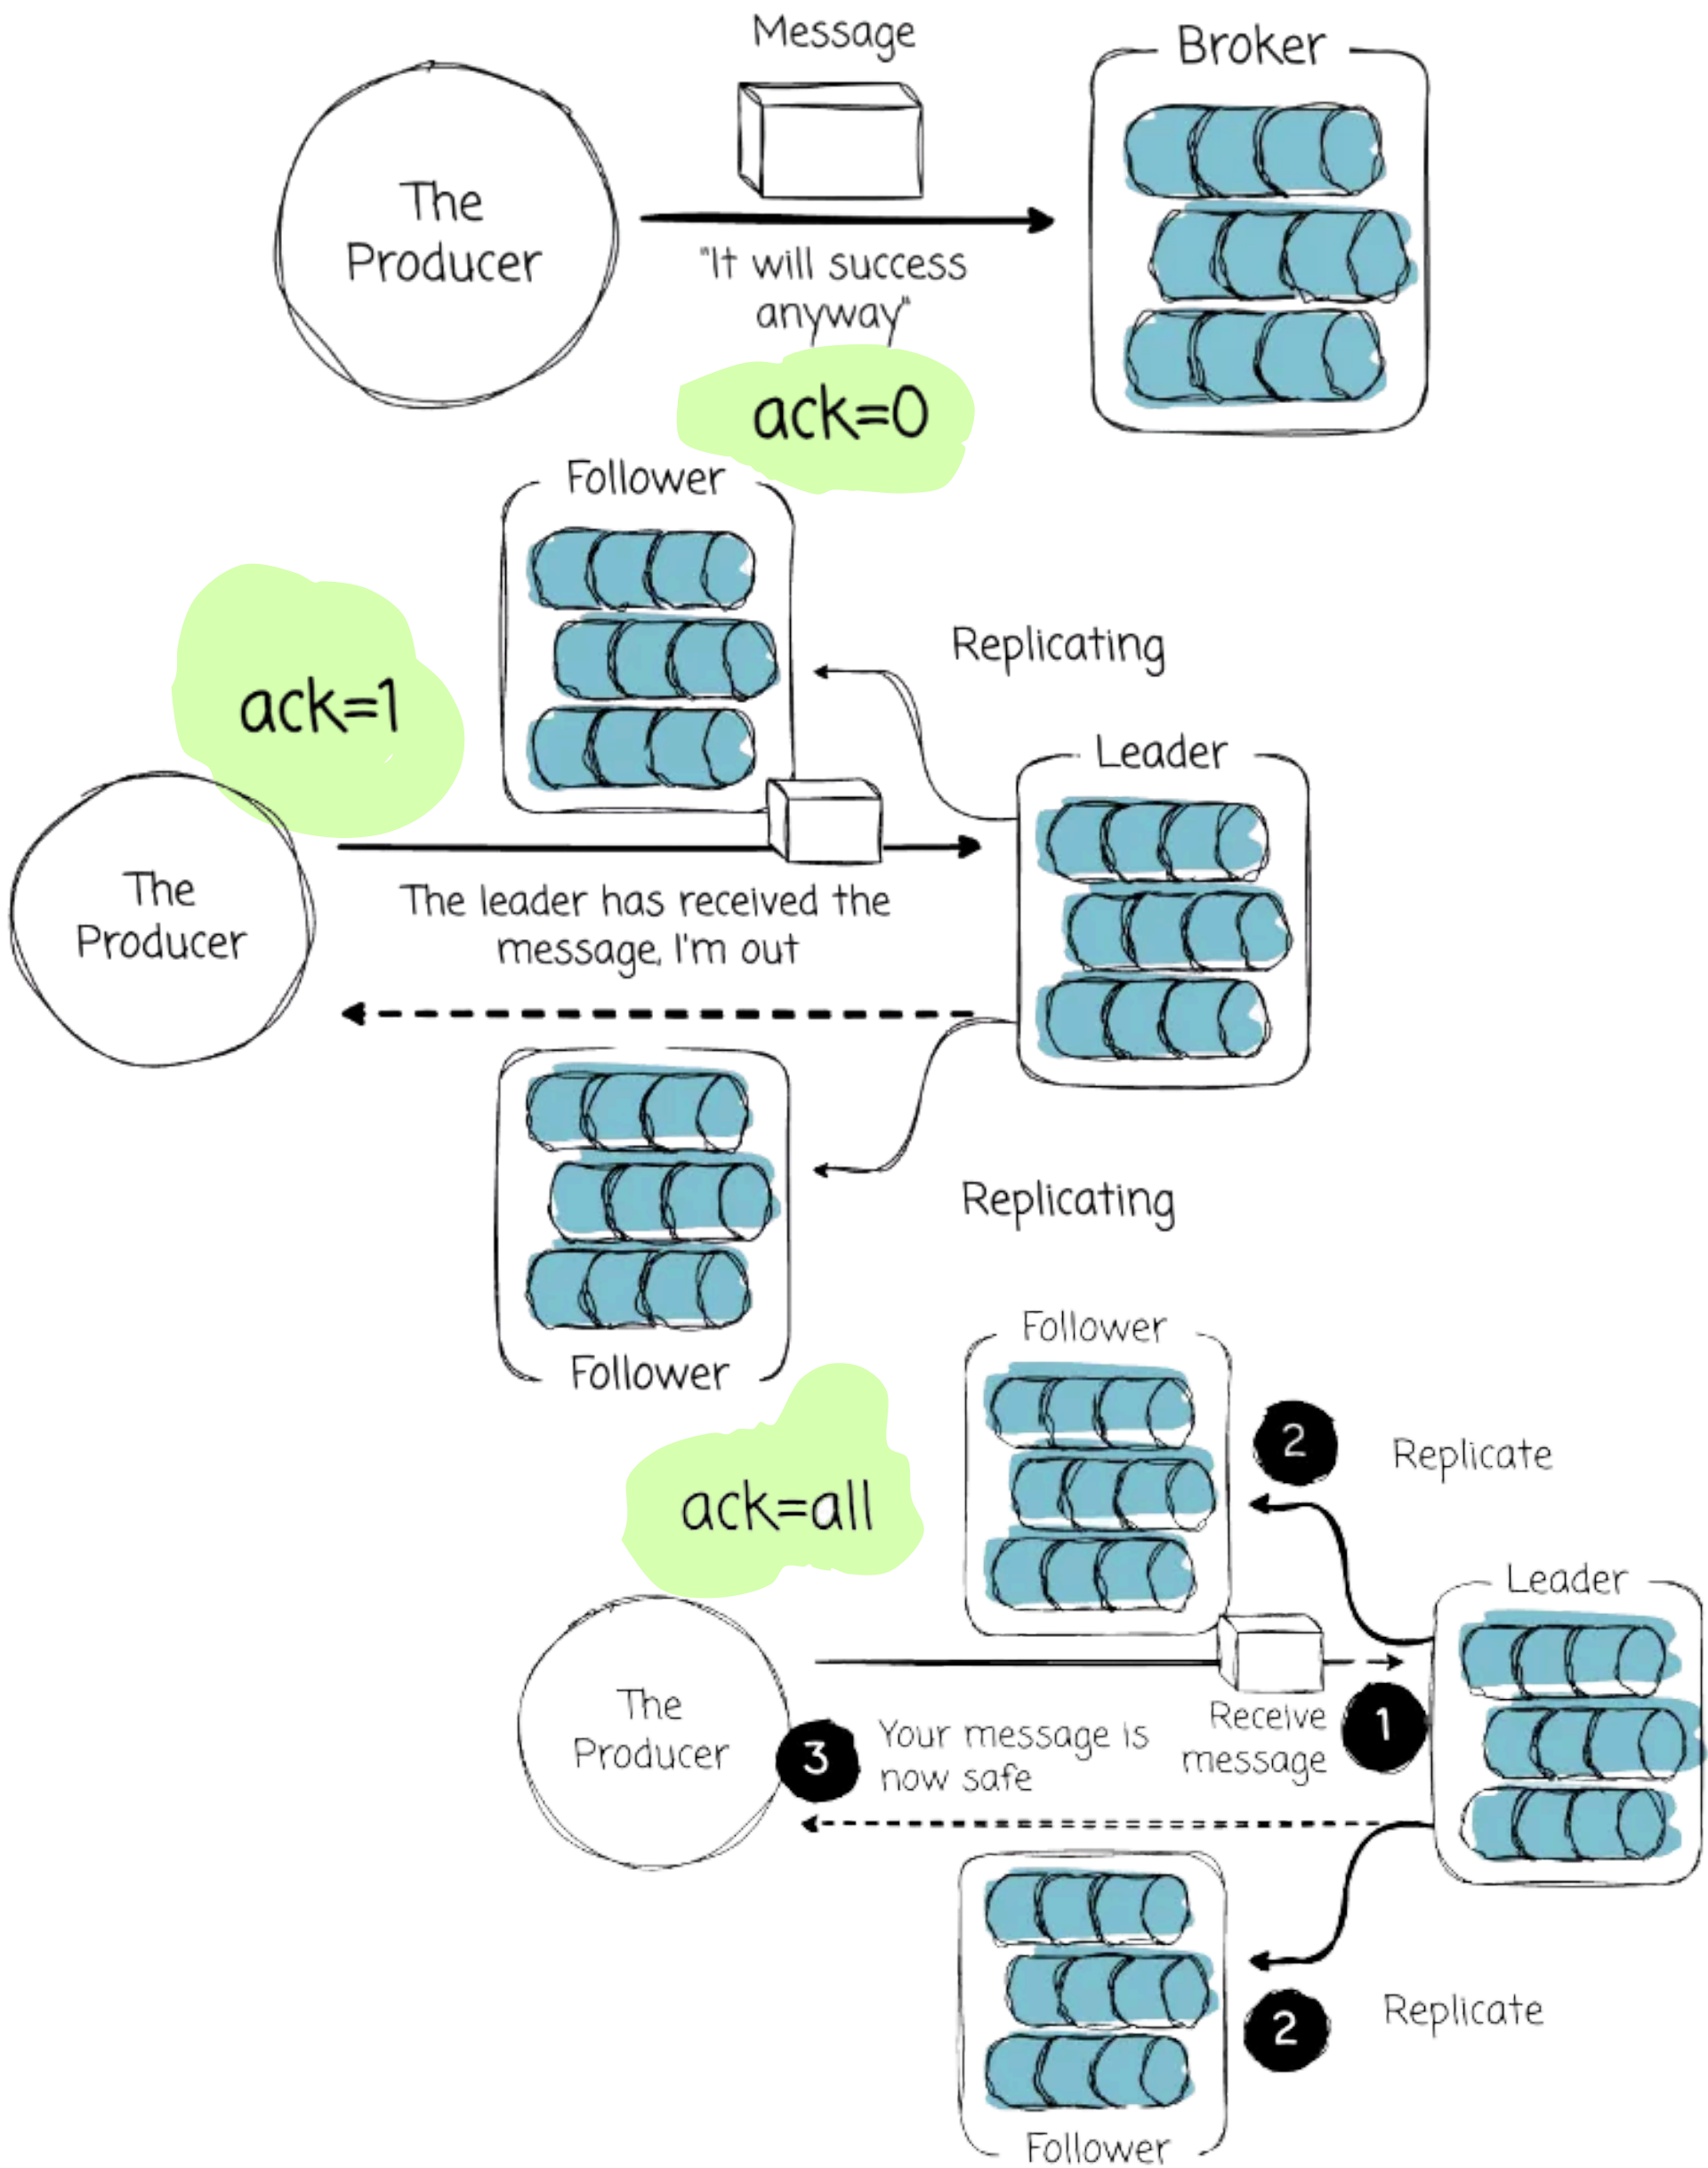 Message
Broker
The
Producer
"It will success
anyway"
ack=0
Follower
ack=1
Replicating
Leader
The
Producer
The leader has received the
message, I'm out
Replicating
Follower
Follower
2
Replicate
ack=all
Leader
The
Producer
3
Your message is
now safe
Receive
message
1
2
Replicate
Follower